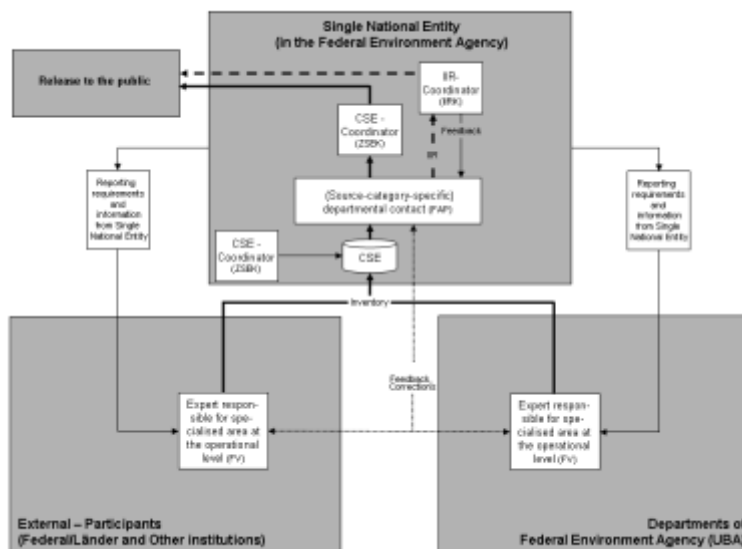 Single National Entity
(in the Federal Environment Agency)
Release to the public
IIR-
Coordinator
(IIRK)
CSE -
Coordinator
(ZSEK)
Feedback
IIR
Reporting
requirements
and
information
from Single
National Entity
(Source-category-specific)
departmental contact (FAP)
Reporting
requirements
and
information
from Single
National Entity
CSE -
Coordinator
(ZSEK)
CSE
Inventory
Feedback,
Corrections
Expert respon-
sible for spe-
cialised area at
the operational
level (FV)
Expert respon-
sible for spe-
cialised area at
the operational
level (FV)
External – Participants
(Federal/Länder and Other institutions)
Departments of
Federal Environment Agency (UBA)